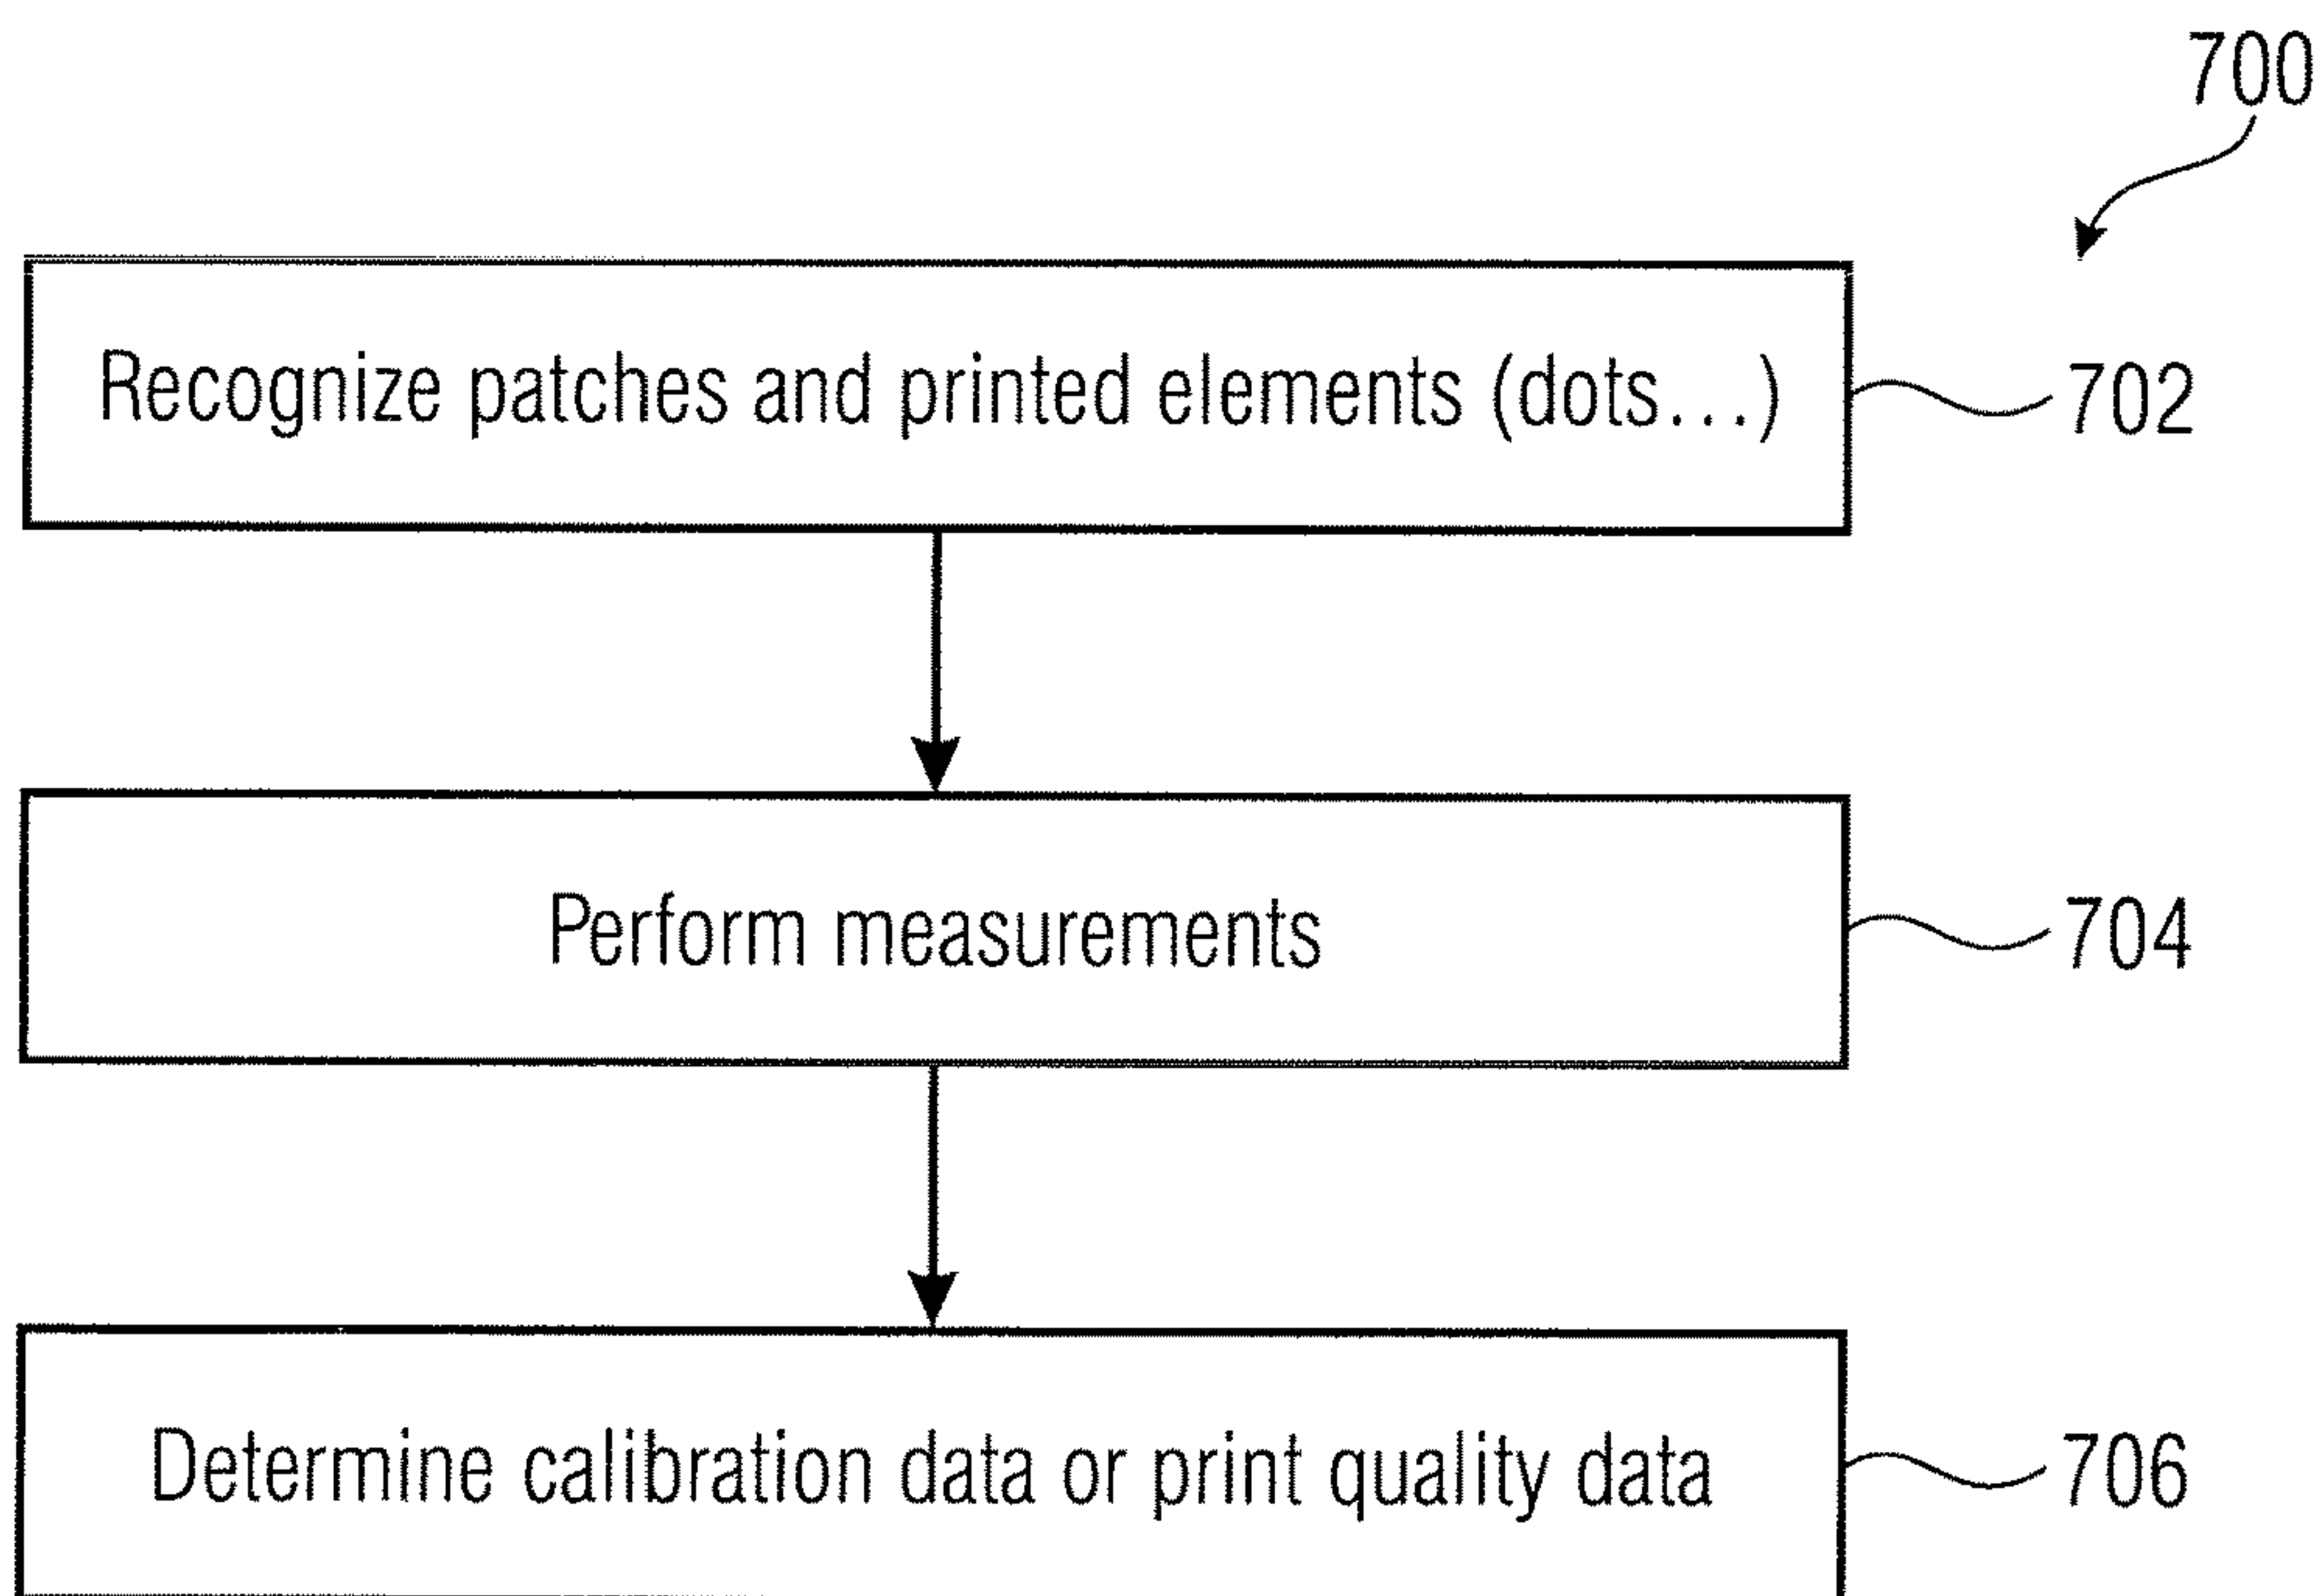 700
Recognize patches and printed elements (dots...)
702
Perform measurements
704
Determine calibration data or print quality data
706